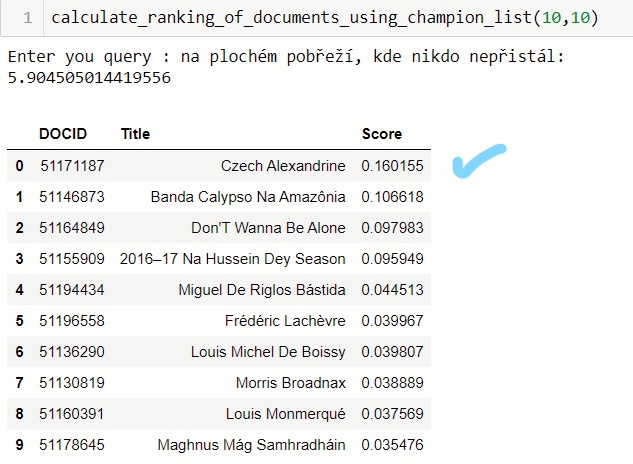 1 calculate_ranking_of_documents_using_champion_list(10,10)
Enter you query : na plochém pobřeží, kde nikdo nepřistál:
5.904505014419556
DOCID Title Score
0 51171187 Czech Alexandrine 0.160155
1 51146873 Banda Calypso Na Amazônia 0.106618
2 51164849 Don'T Wanna Be Alone 0.097983
3 51155909 2016–17 Na Hussein Dey Season 0.095949
4 51194434 Miguel De Riglos Bástida 0.044513
5 51196558 Frédéric Lachèvre 0.039967
6 51136290 Louis Michel De Boissy 0.039807
7 51130819 Morris Broadnax 0.038889
8 51160391 Louis Monmerqué 0.037569
9 51178645 Maghnus Mág Samhradháin 0.035476